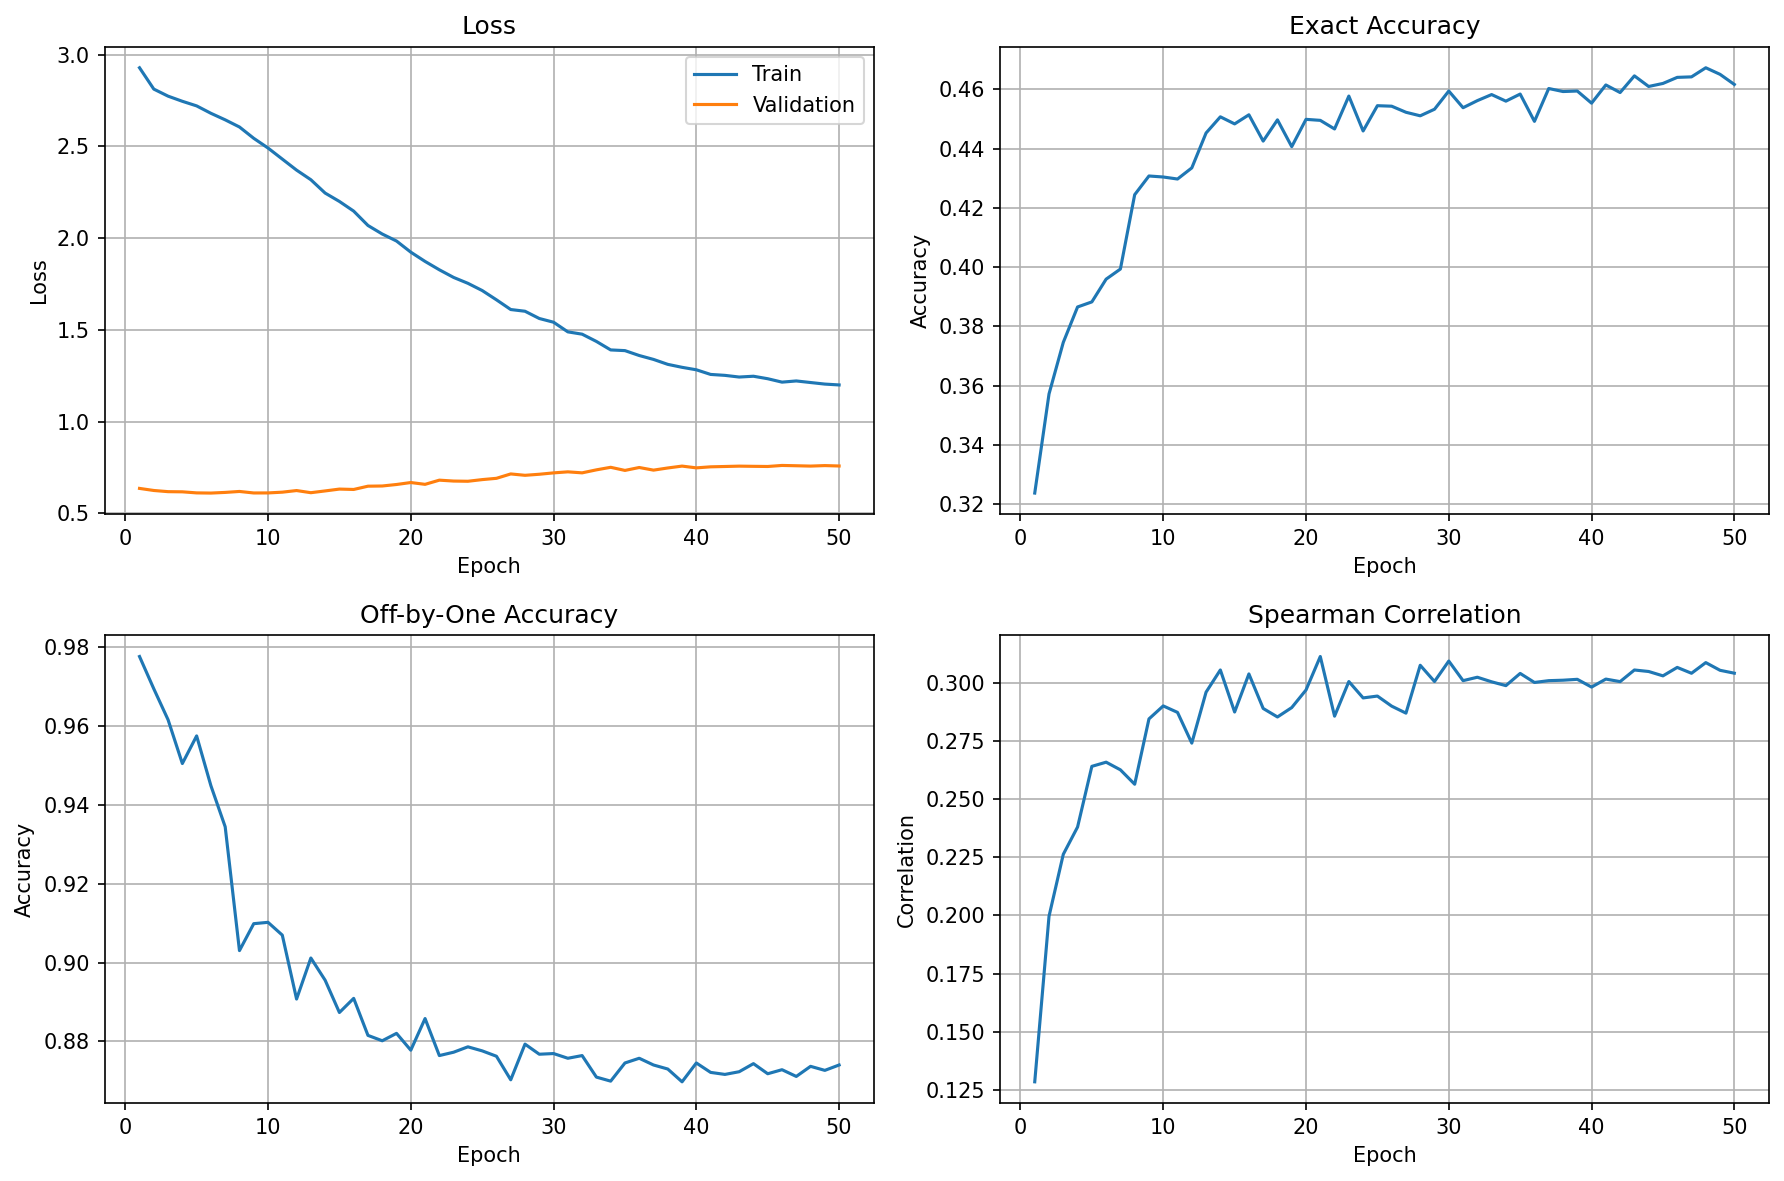 Loss
3.0
2.5
2.0
1.5
1.0
0.5
Loss
Train
Validation
0 10 20 30 40 50
Epoch
Exact Accuracy
0.46
0.44
0.42
0.40
0.38
0.36
0.34
0.32
Accuracy
0 10 20 30 40 50
Epoch
Off-by-One Accuracy
0.98
0.96
0.94
0.92
0.90
0.88
Accuracy
0 10 20 30 40 50
Epoch
Spearman Correlation
0.300
0.275
0.250
0.225
0.200
0.175
0.150
0.125
Correlation
0 10 20 30 40 50
Epoch